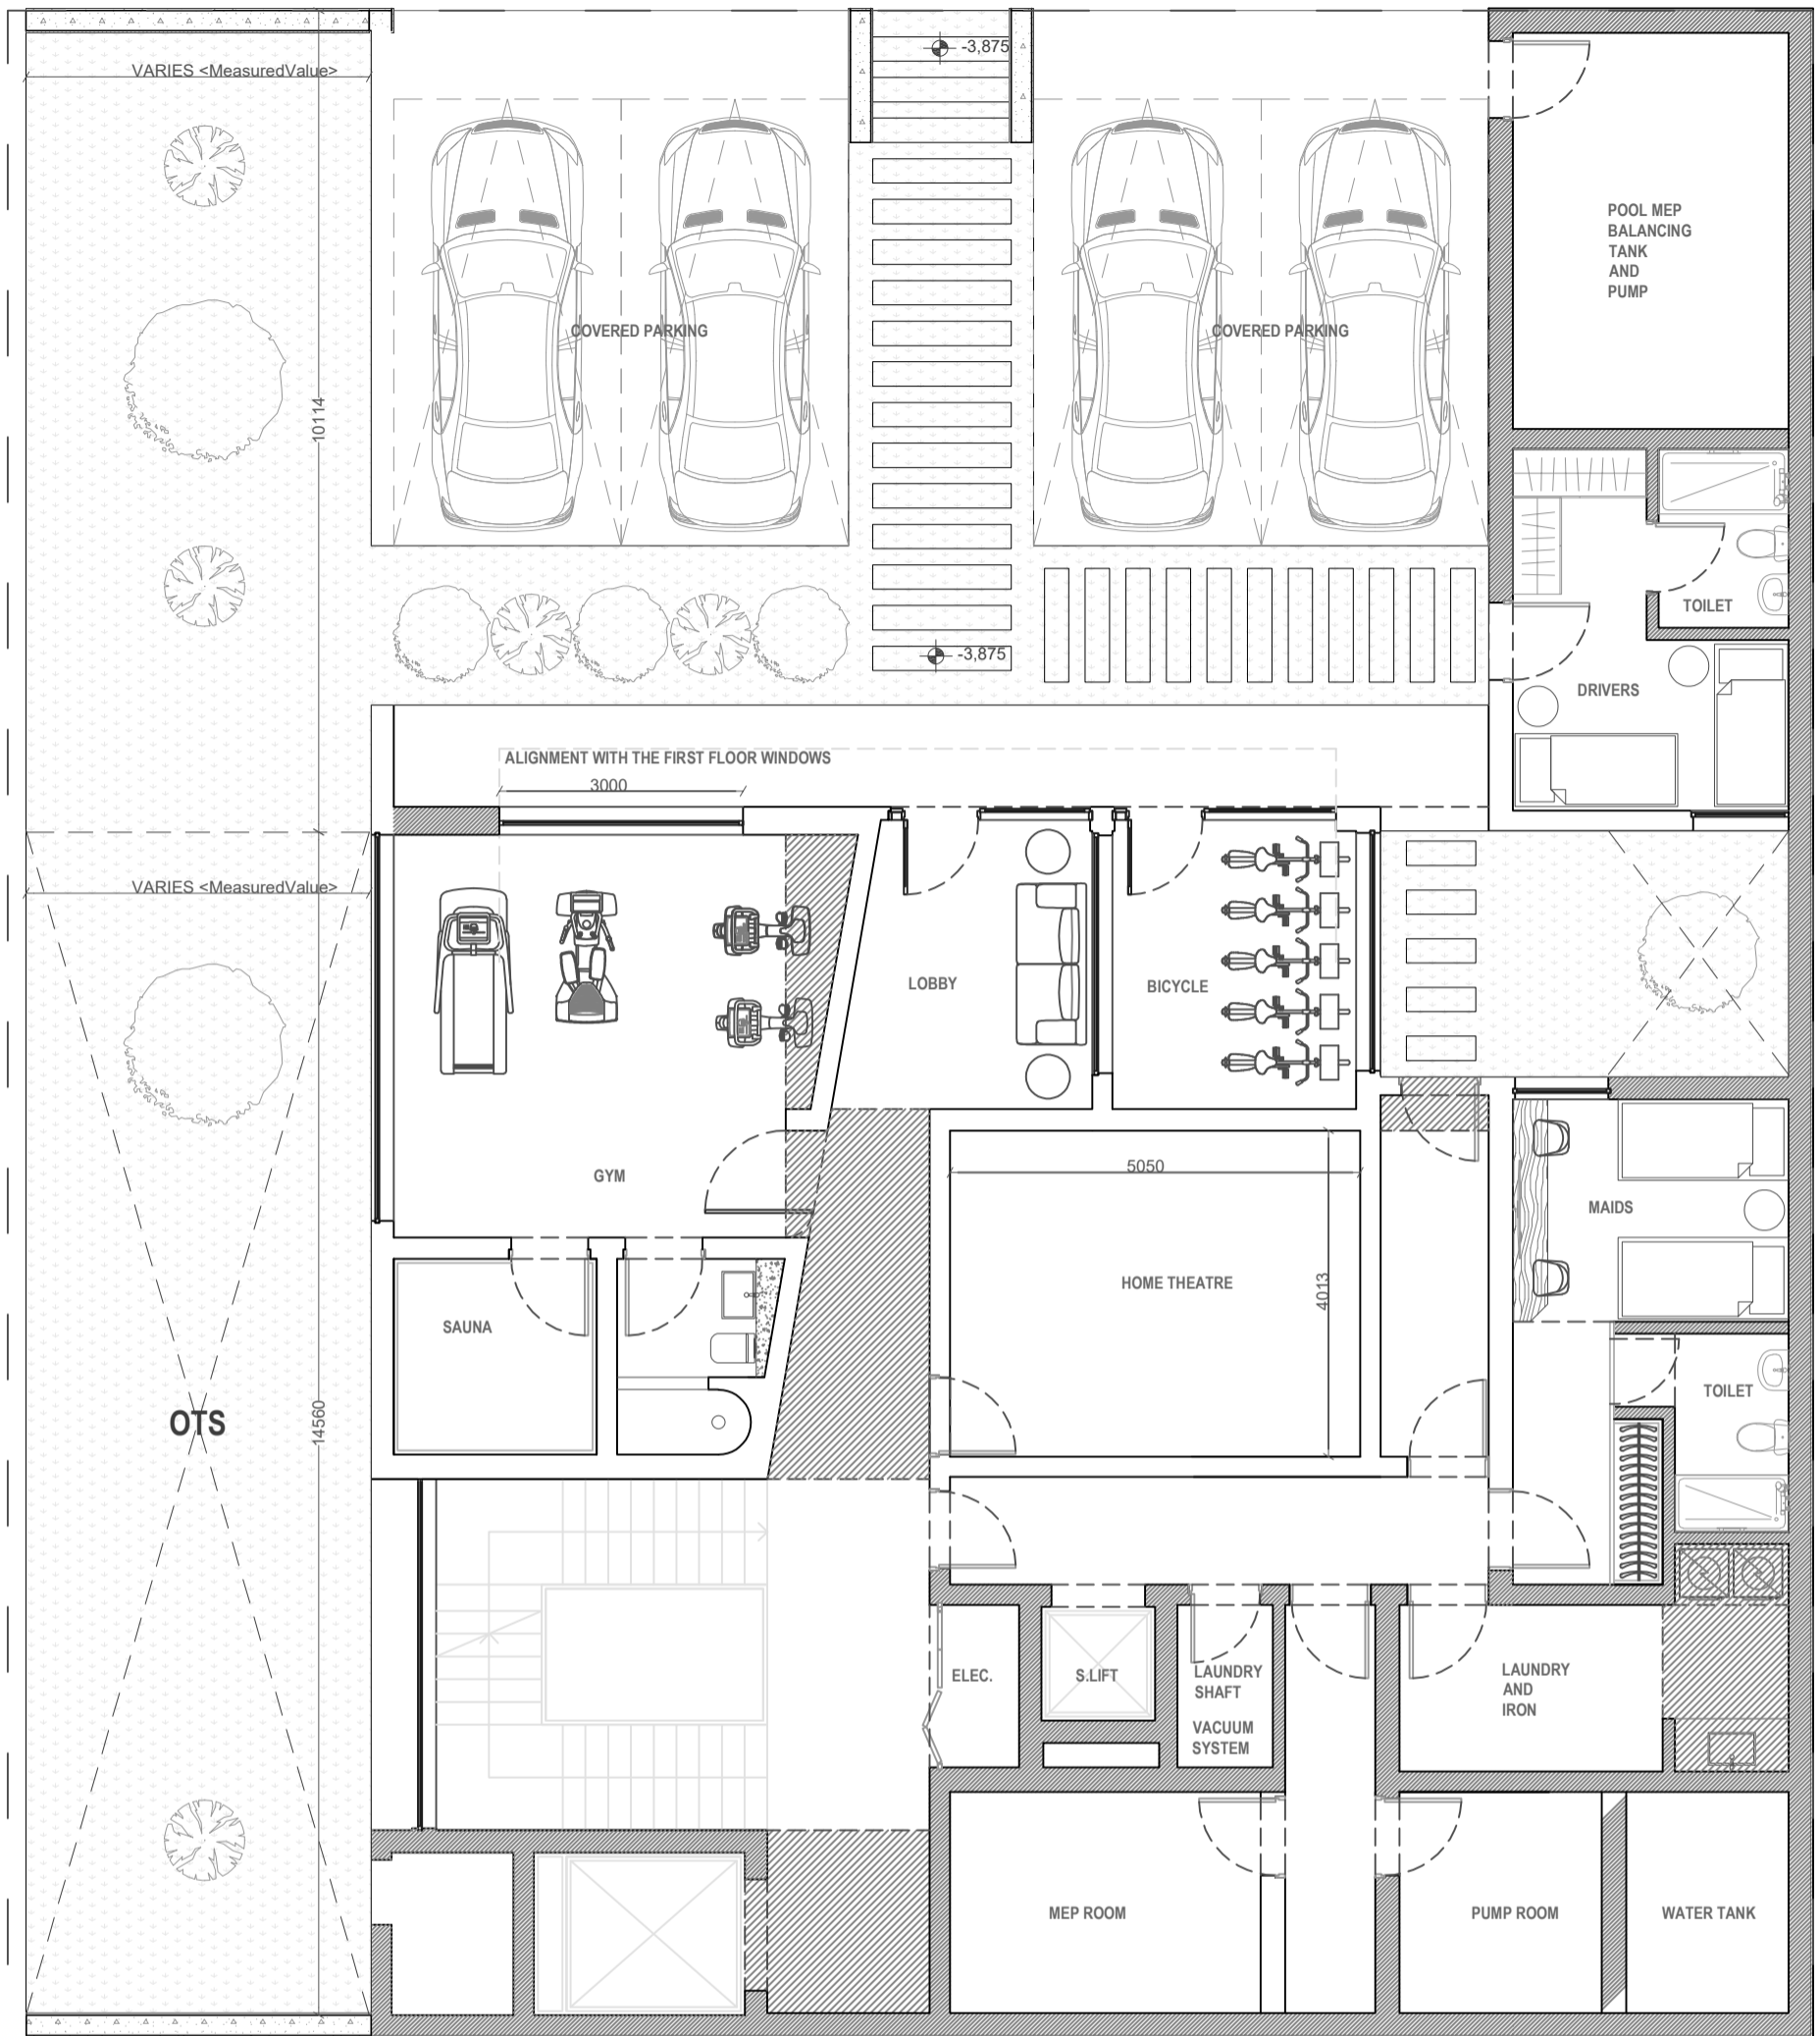 -3,875
VARIES <MeasuredValue>
POOL MEP
BALANCING
TANK
AND
PUMP
COVERED PARKING
COVERED PARKING
10114
TOILET
-3,875
DRIVERS
ALIGNMENT WITH THE FIRST FLOOR WINDOWS
3000
VARIES <MeasuredValue>
LOBBY
BICYCLE
GYM
5050
MAIDS
HOME THEATRE
4013
SAUNA
TOILET
OTS
14560
ELEC.
S.LIFT
LAUNDRY
SHAFT
VACUUM
SYSTEM
LAUNDRY
AND
IRON
MEP ROOM
PUMP ROOM
WATER TANK